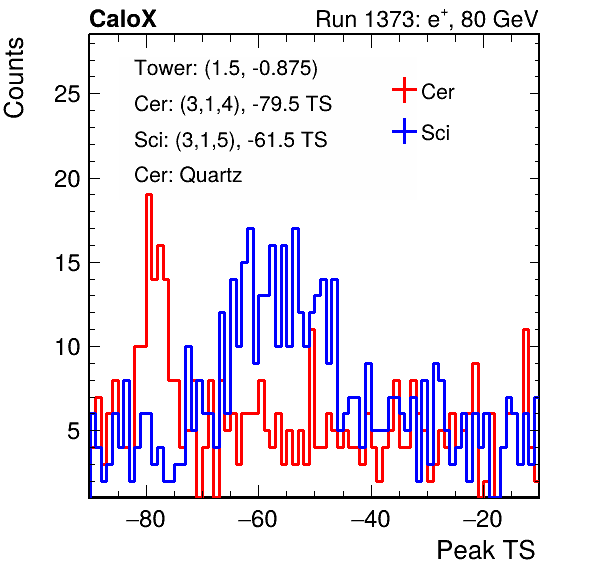 CaloX Run 1373: e⁺, 80 GeV
Counts
Tower: (1.5, -0.875)
Cer: (3,1,4), -79.5 TS
Sci: (3,1,5), -61.5 TS
Cer: Quartz
Cer
Sci
25
20
15
10
5
−80 −60 −40 −20
Peak TS